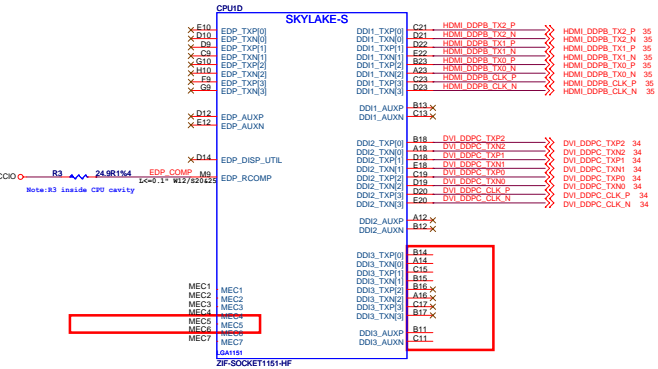 CPU1D
SKYLAKE-S
E10 EDP_TXP[0] DDI1_TXP[0] C21 HDMI_DDPB_TX2_P HDMI_DDPB_TX2_P 35
D10 EDP_TXN[0] DDI1_TXN[0] D21 HDMI_DDPB_TX2_N HDMI_DDPB_TX2_N 35
D9 EDP_TXP[1] DDI1_TXP[1] D22 HDMI_DDPB_TX1_P HDMI_DDPB_TX1_P 35
C9 EDP_TXN[1] DDI1_TXN[1] E22 HDMI_DDPB_TX1_N HDMI_DDPB_TX1_N 35
G10 EDP_TXP[2] DDI1_TXP[2] B23 HDMI_DDPB_TX0_P HDMI_DDPB_TX0_P 35
H10 EDP_TXN[2] DDI1_TXN[2] A23 HDMI_DDPB_TX0_N HDMI_DDPB_TX0_N 35
F9 EDP_TXP[3] DDI1_TXP[3] C23 HDMI_DDPB_CLK_P HDMI_DDPB_CLK_P 35
G9 EDP_TXN[3] DDI1_TXN[3] D23 HDMI_DDPB_CLK_N HDMI_DDPB_CLK_N 35
DDI1_AUXP B13
D12 EDP_AUXP DDI1_AUXN C13
E12 EDP_AUXN
DDI2_TXP[0] B18 DVI_DDPC_TXP2 DVI_DDPC_TXP2 34
DDI2_TXN[0] A18 DVI_DDPC_TXN2 DVI_DDPC_TXN2 34
D14 EDP_DISP_UTIL DDI2_TXP[1] D18 DVI_DDPC_TXP1 DVI_DDPC_TXP1 34
DDI2_TXN[1] E18 DVI_DDPC_TXN1 DVI_DDPC_TXN1 34
CCIO R3 24.9R1%4 EDP_COMP M9 EDP_RCOMP DDI2_TXP[2] C19 DVI_DDPC_TXP0 DVI_DDPC_TXP0 34
L<=0.1" W12/S20&25 DDI2_TXN[2] D19 DVI_DDPC_TXN0 DVI_DDPC_TXN0 34
Note:R3 inside CPU cavity DDI2_TXP[3] D20 DVI_DDPC_CLK_P DVI_DDPC_CLK_P 34
DDI2_TXN[3] E20 DVI_DDPC_CLK_N DVI_DDPC_CLK_N 34
DDI2_AUXP A12
DDI2_AUXN B12
DDI3_TXP[0] B14
DDI3_TXN[0] A14
DDI3_TXP[1] C15
DDI3_TXN[1] B15
MEC1 MEC1 DDI3_TXP[2] B16
MEC2 MEC2 DDI3_TXN[2] A16
MEC3 MEC3 DDI3_TXP[3] C17
MEC4 MEC4 DDI3_TXN[3] B17
MEC5 MEC5
MEC6 MEC6 DDI3_AUXP B11
MEC7 MEC7 DDI3_AUXN C11
LGA1151
ZIF-SOCKET1151-HF